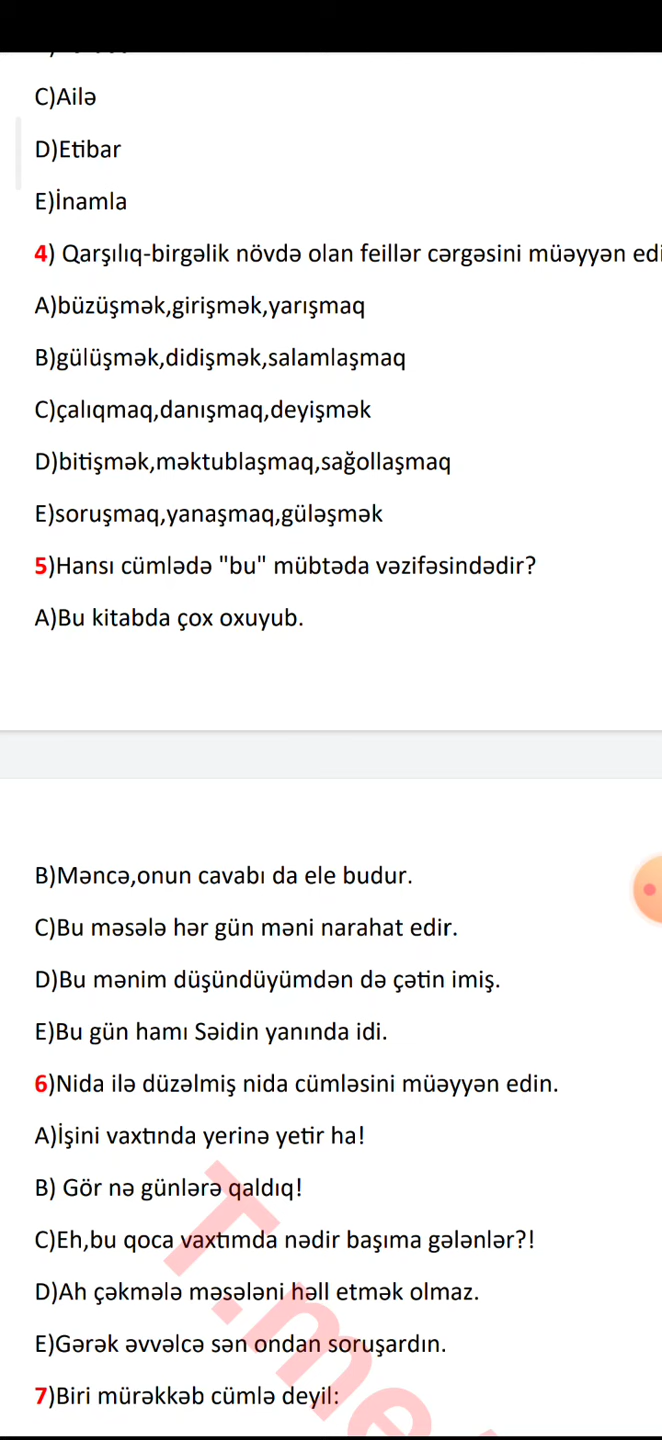 C)Ailə
D)Etibar
E)İnamla
4) Qarşılıq-birgəlik növdə olan feillər cərgəsini müəyyən edi
A)büzüşmək,girişmək,yarışmaq
B)gülüşmək,didişmək,salamlaşmaq
C)çalıqmaq,danışmaq,deyişmək
D)bitişmək,məktublaşmaq,sağollaşmaq
E)soruşmaq,yanaşmaq,güləşmək
5)Hansı cümlədə "bu" mübtəda vəzifəsindədir?
A)Bu kitabda çox oxuyub.
B)Məncə,onun cavabı da ele budur.
C)Bu məsələ hər gün məni narahat edir.
D)Bu mənim düşündüyümdən də çətin imiş.
E)Bu gün hamı Səidin yanında idi.
6)Nida ilə düzəlmiş nida cümləsini müəyyən edin.
A)İşini vaxtında yerinə yetir ha!
B) Gör nə günlərə qaldıq!
C)Eh,bu qoca vaxtımda nədir başıma gələnlər?!
D)Ah çəkmələ məsələni həll etmək olmaz.
E)Gərək əvvəlcə sən ondan soruşardın.
7)Biri mürəkkəb cümlə deyil:
T.me